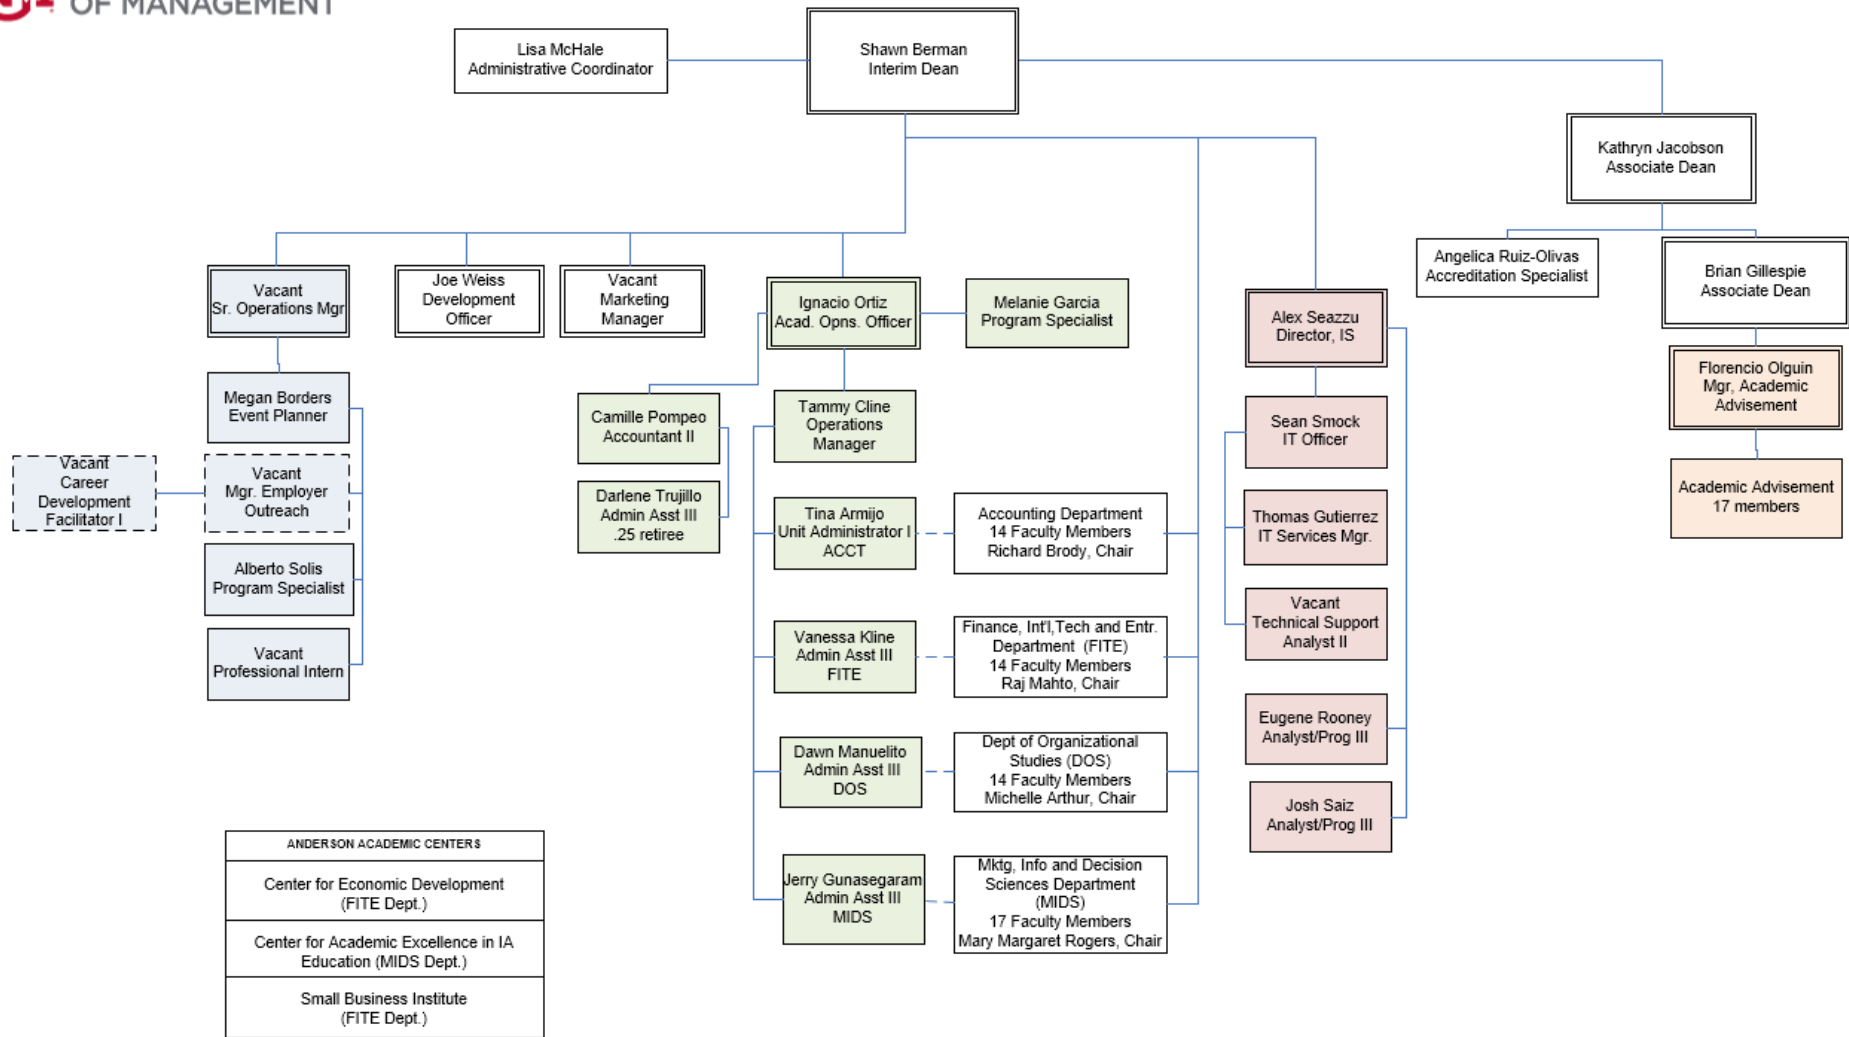 OF MANAGEMENT
Lisa McHale
Administrative Coordinator
Shawn Berman
Interim Dean
Kathryn Jacobson
Associate Dean
Angelica Ruiz-Olivas
Accreditation Specialist
Brian Gillespie
Associate Dean
Florencio Olguin
Mgr, Academic
Advisement
Academic Advisement
17 members
Vacant
Sr. Operations Mgr
Joe Weiss
Development
Officer
Vacant
Marketing
Manager
Ignacio Ortiz
Acad. Opns. Officer
Melanie Garcia
Program Specialist
Alex Seazzu
Director, IS
Megan Borders
Event Planner
Vacant
Career
Development
Facilitator I
Vacant
Mgr. Employer
Outreach
Alberto Solis
Program Specialist
Vacant
Professional Intern
Camille Pompeo
Accountant II
Darlene Trujillo
Admin Asst III
.25 retiree
Tammy Cline
Operations
Manager
Tina Armijo
Unit Administrator I
ACCT
Accounting Department
14 Faculty Members
Richard Brody, Chair
Vanessa Kline
Admin Asst III
FITE
Finance, Int'l,Tech and Entr.
Department (FITE)
14 Faculty Members
Raj Mahto, Chair
Dawn Manuelito
Admin Asst III
DOS
Dept of Organizational
Studies (DOS)
14 Faculty Members
Michelle Arthur, Chair
Jerry Gunasegaram
Admin Asst III
MIDS
Mktg, Info and Decision
Sciences Department
(MIDS)
17 Faculty Members
Mary Margaret Rogers, Chair
Sean Smock
IT Officer
Thomas Gutierrez
IT Services Mgr.
Vacant
Technical Support
Analyst II
Eugene Rooney
Analyst/Prog III
Josh Saiz
Analyst/Prog III
ANDERSON ACADEMIC CENTERS
Center for Economic Development
(FITE Dept.)
Center for Academic Excellence in IA
Education (MIDS Dept.)
Small Business Institute
(FITE Dept.)